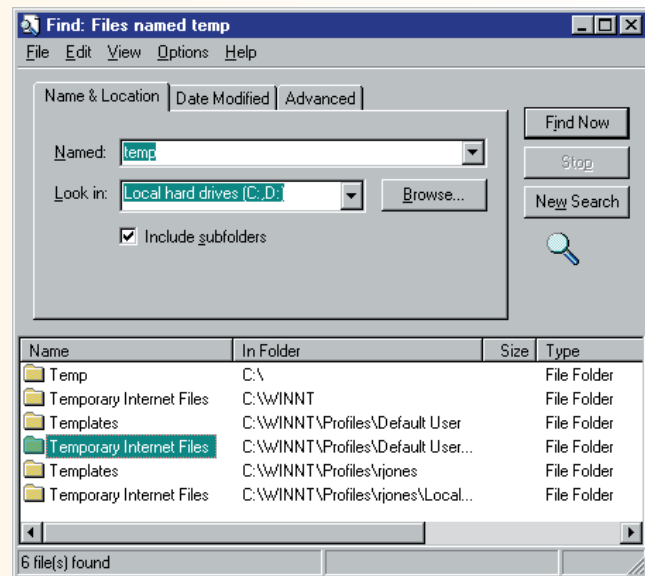 Find: Files named temp
File Edit View Options Help
Name & Location Date Modified Advanced
Find Now
Named: temp
Stop
Look in: Local hard drives (C:,D:) Browse...
New Search
Include subfolders
Name In Folder Size Type
Temp C:\ File Folder
Temporary Internet Files C:\WINNT File Folder
Templates C:\WINNT\Profiles\Default User File Folder
Temporary Internet Files C:\WINNT\Profiles\Default User... File Folder
Templates C:\WINNT\Profiles\rjones File Folder
Temporary Internet Files C:\WINNT\Profiles\rjones\Local... File Folder
6 file(s) found